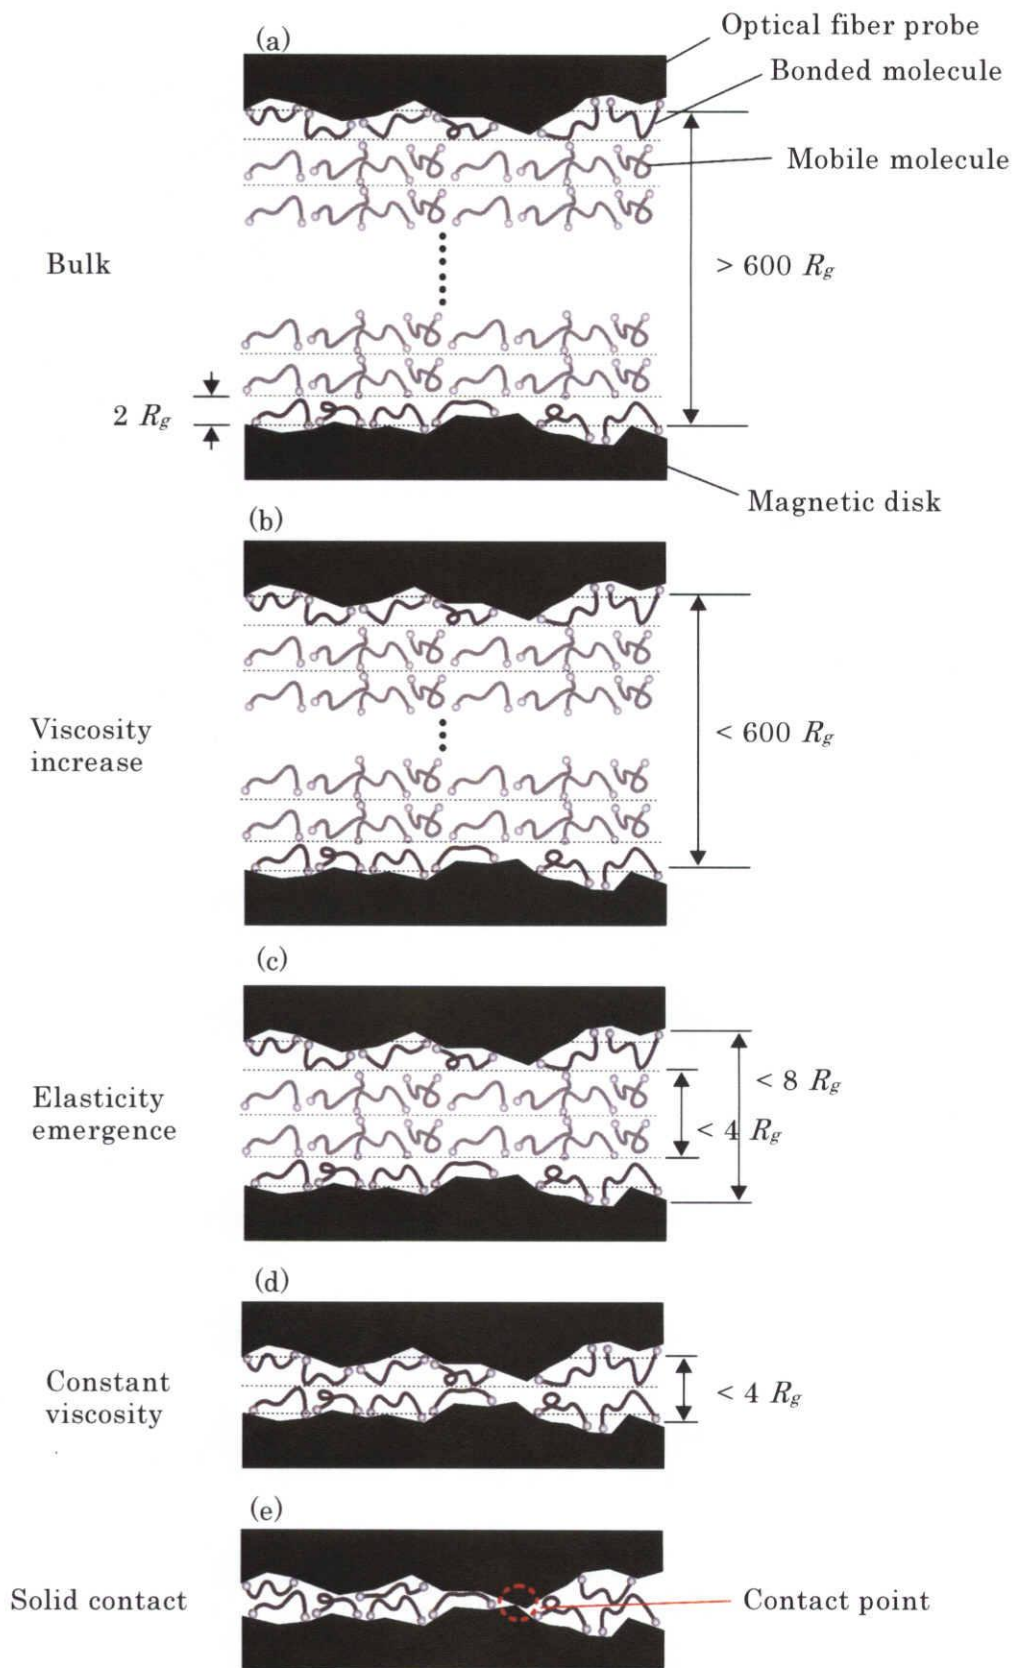 (a)
Optical fiber probe
Bonded molecule
Mobile molecule
Bulk
> 600 Rg
2 Rg
Magnetic disk
(b)
Viscosity
increase
< 600 Rg
(c)
Elasticity
emergence
< 8 Rg
< 4 Rg
(d)
Constant
viscosity
< 4 Rg
(e)
Solid contact
Contact point